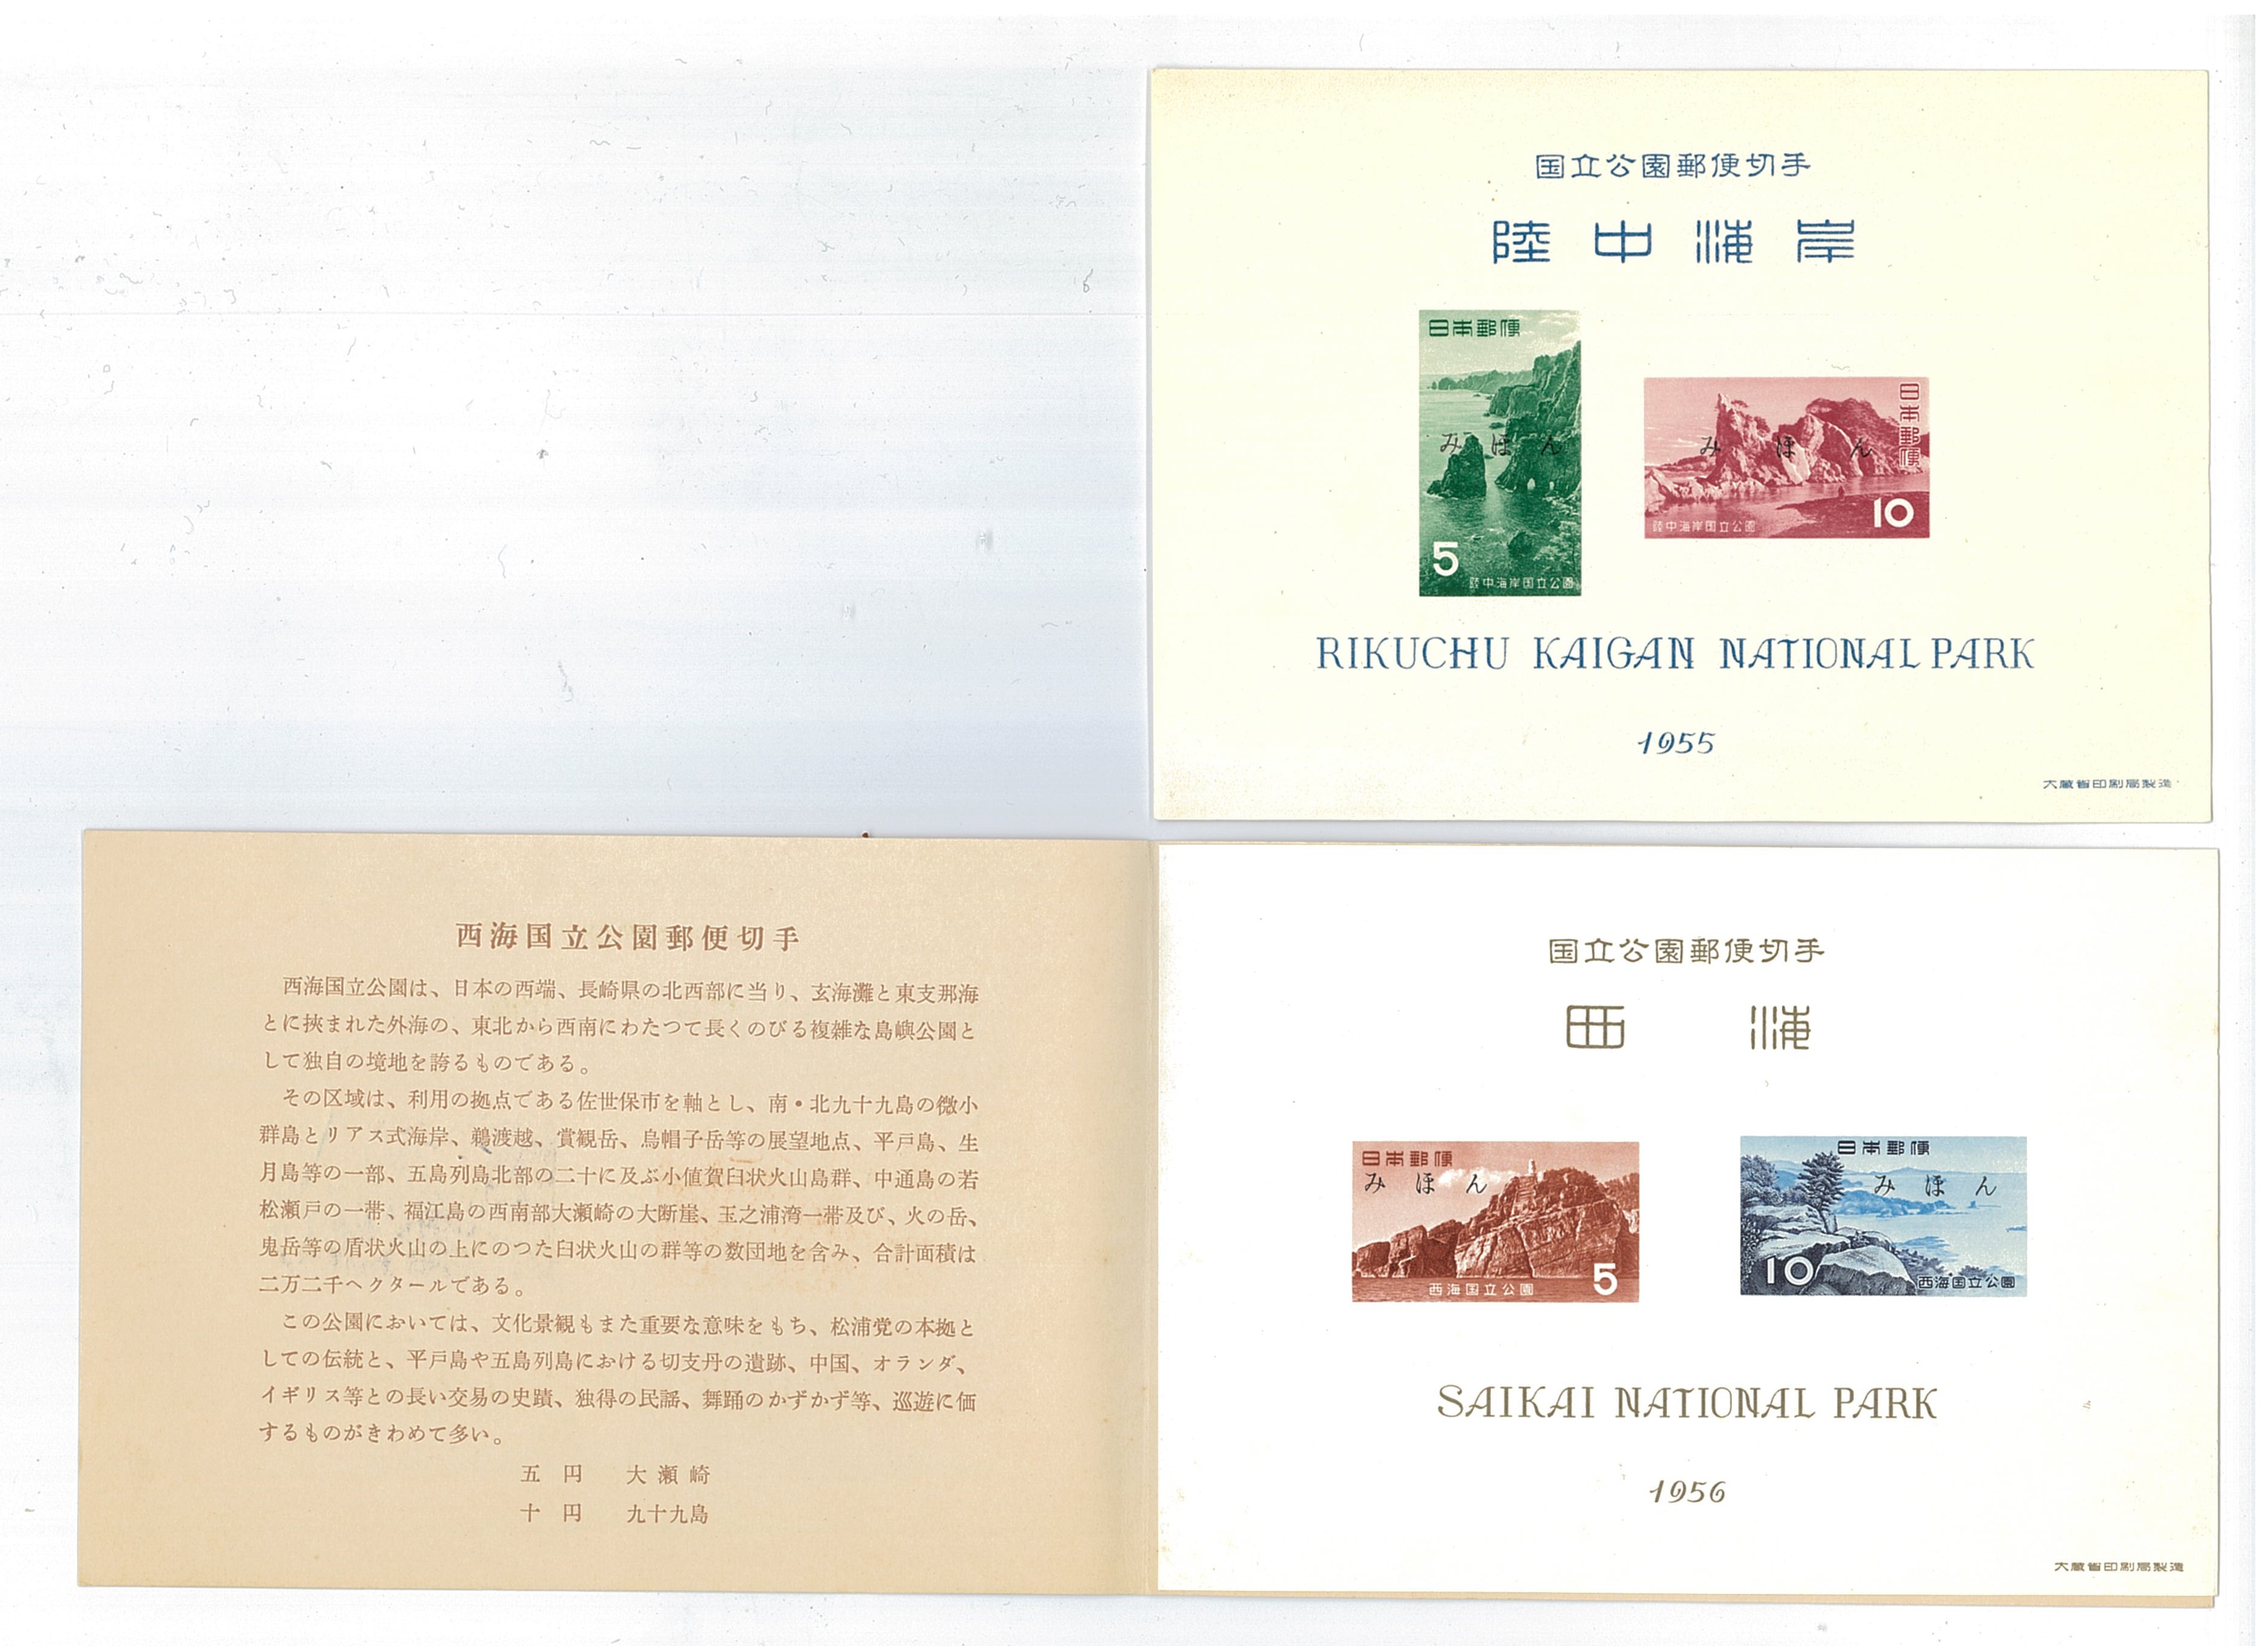 国立公園郵便切手
陸中海岸
日本郵便
みほん
5
陸中海岸国立公園
日本郵便
みほん
10
陸中海岸国立公園
RIKUCHU KAIGAN NATIONAL PARK
1955
大蔵省印刷局製造
西海国立公園郵便切手
西海国立公園は、日本の西端、長崎県の北西部に当り、玄海灘と東支那海
とに挾まれた外海の、東北から西南にわたつて長くのびる複雑な島嶼公園と
して独自の境地を誇るものである。
その区域は、利用の拠点である佐世保市を軸とし、南・北九十九島の微小
群島とリアス式海岸、鵜渡越、賞観岳、烏帽子岳等の展望地点、平戸島、生
月島等の一部、五島列島北部の二十に及ぶ小値賀臼状火山島群、中通島の若
松瀬戸の一帯、福江島の西南部大瀬崎の大断崖、玉之浦湾一帯及び、火の岳、
鬼岳等の盾状火山の上にのつた臼状火山の群等の数団地を含み、合計面積は
二万二千ヘクタールである。
この公園においては、文化景観もまた重要な意味をもち、松浦党の本拠と
しての伝統と、平戸島や五島列島における切支丹の遺跡、中国、オランダ、
イギリス等との長い交易の史蹟、独得の民謡、舞踊のかずかず等、巡遊に価
するものがきわめて多い。
五円 大瀬崎
十円 九十九島
国立公園郵便切手
西海
日本郵便
みほん
西海国立公園
5
日本郵便
みほん
10
西海国立公園
SAIKAI NATIONAL PARK
1956
大蔵省印刷局製造